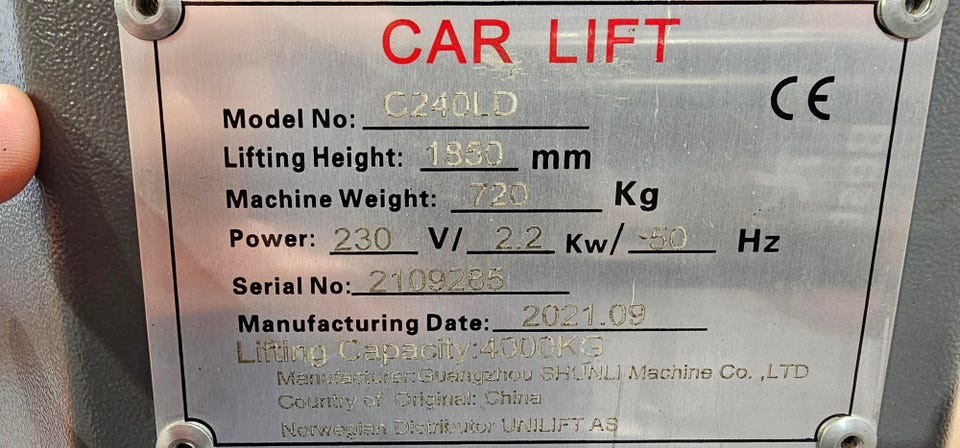 CAR LIFT
CE
Model No: C240LD
Lifting Height: 1850 mm
Machine Weight: 720 Kg
Power: 230 V/ 2.2 Kw/ -50 Hz
Serial No: 2109285
Manufacturing Date: 2021.09
Lifting Capacity:4000KG
Manufacturer:Guangzhou SHUNLI Machine Co. ,LTD
Country of Original: China
Norwegian Distributor UNILIFT AS